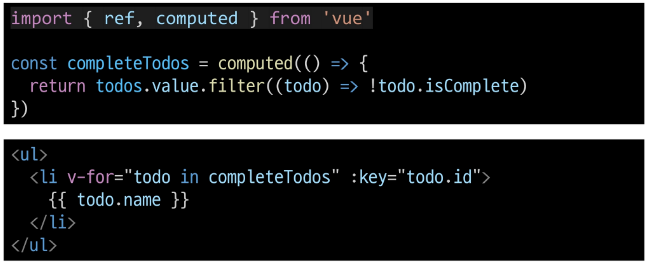 import { ref, computed } from 'vue'
const completeTodos = computed(() => {
  return todos.value.filter((todo) => !todo.isComplete)
})
<ul>
  <li v-for="todo in completeTodos" :key="todo.id">
    {{ todo.name }}
  </li>
</ul>